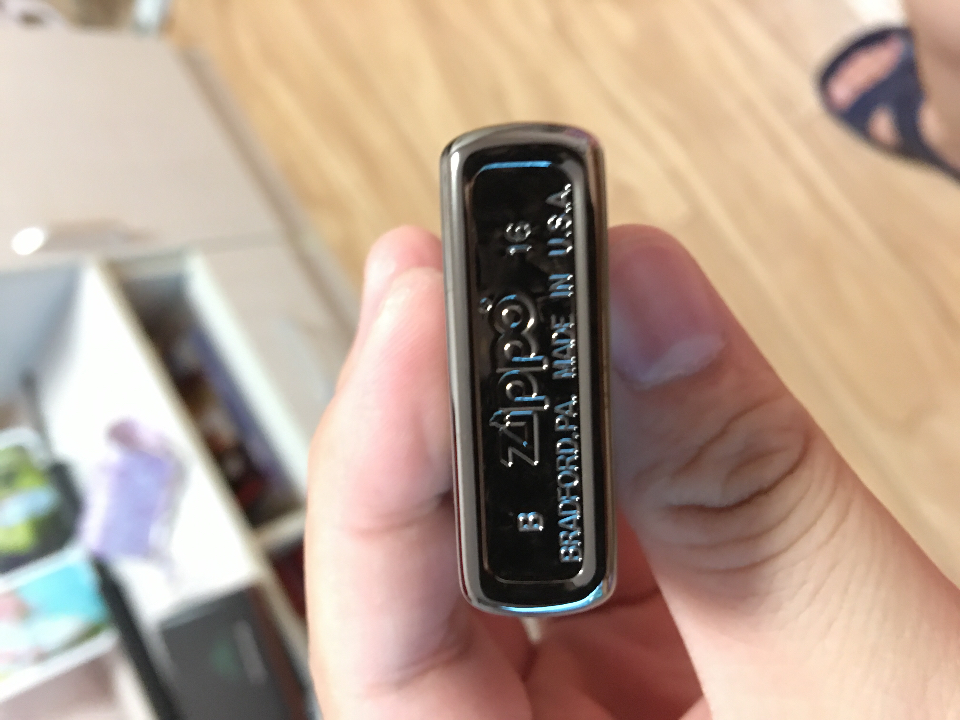 B Zippo® 16
BRADFORD,PA. MADE IN U.S.A.